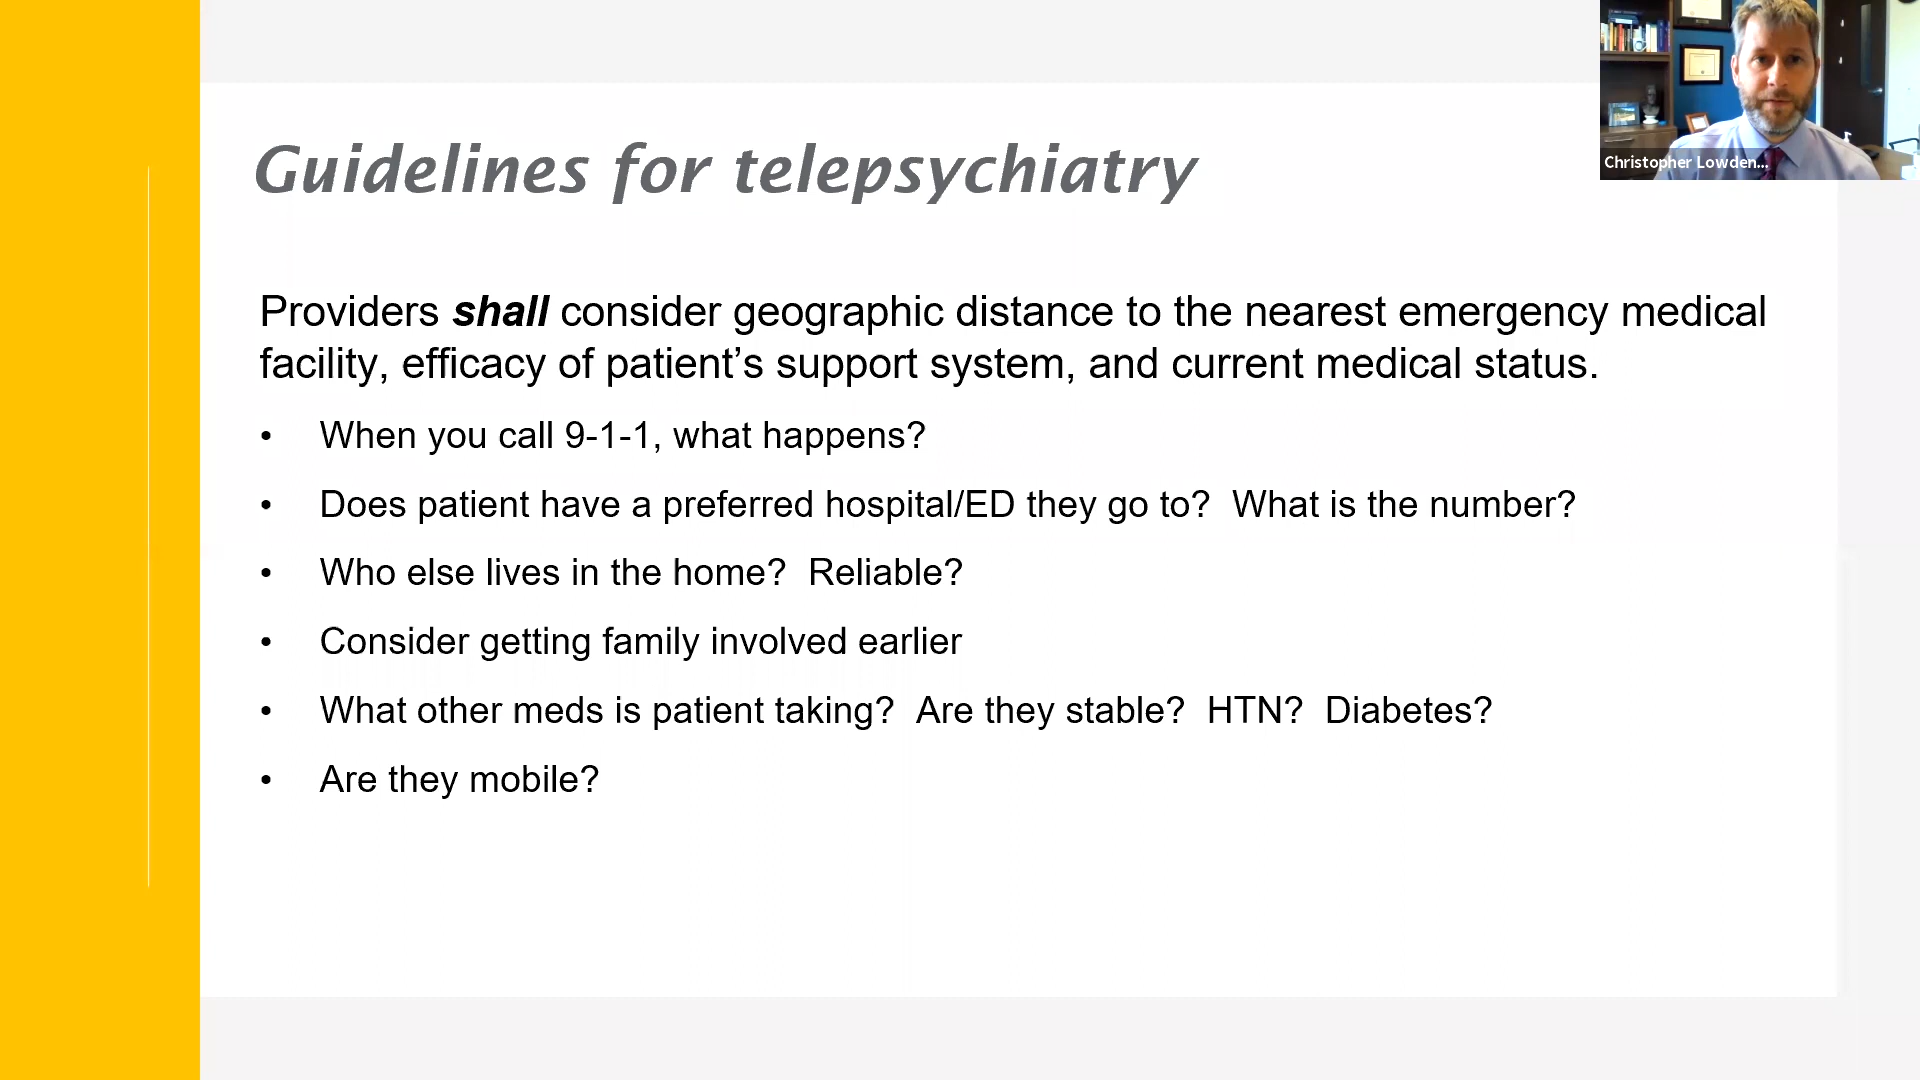 Guidelines for telepsychiatry
Christopher Lowden...
Providers shall consider geographic distance to the nearest emergency medical
facility, efficacy of patient’s support system, and current medical status.
• When you call 9-1-1, what happens?
• Does patient have a preferred hospital/ED they go to?  What is the number?
• Who else lives in the home?  Reliable?
• Consider getting family involved earlier
• What other meds is patient taking?  Are they stable?  HTN?  Diabetes?
• Are they mobile?